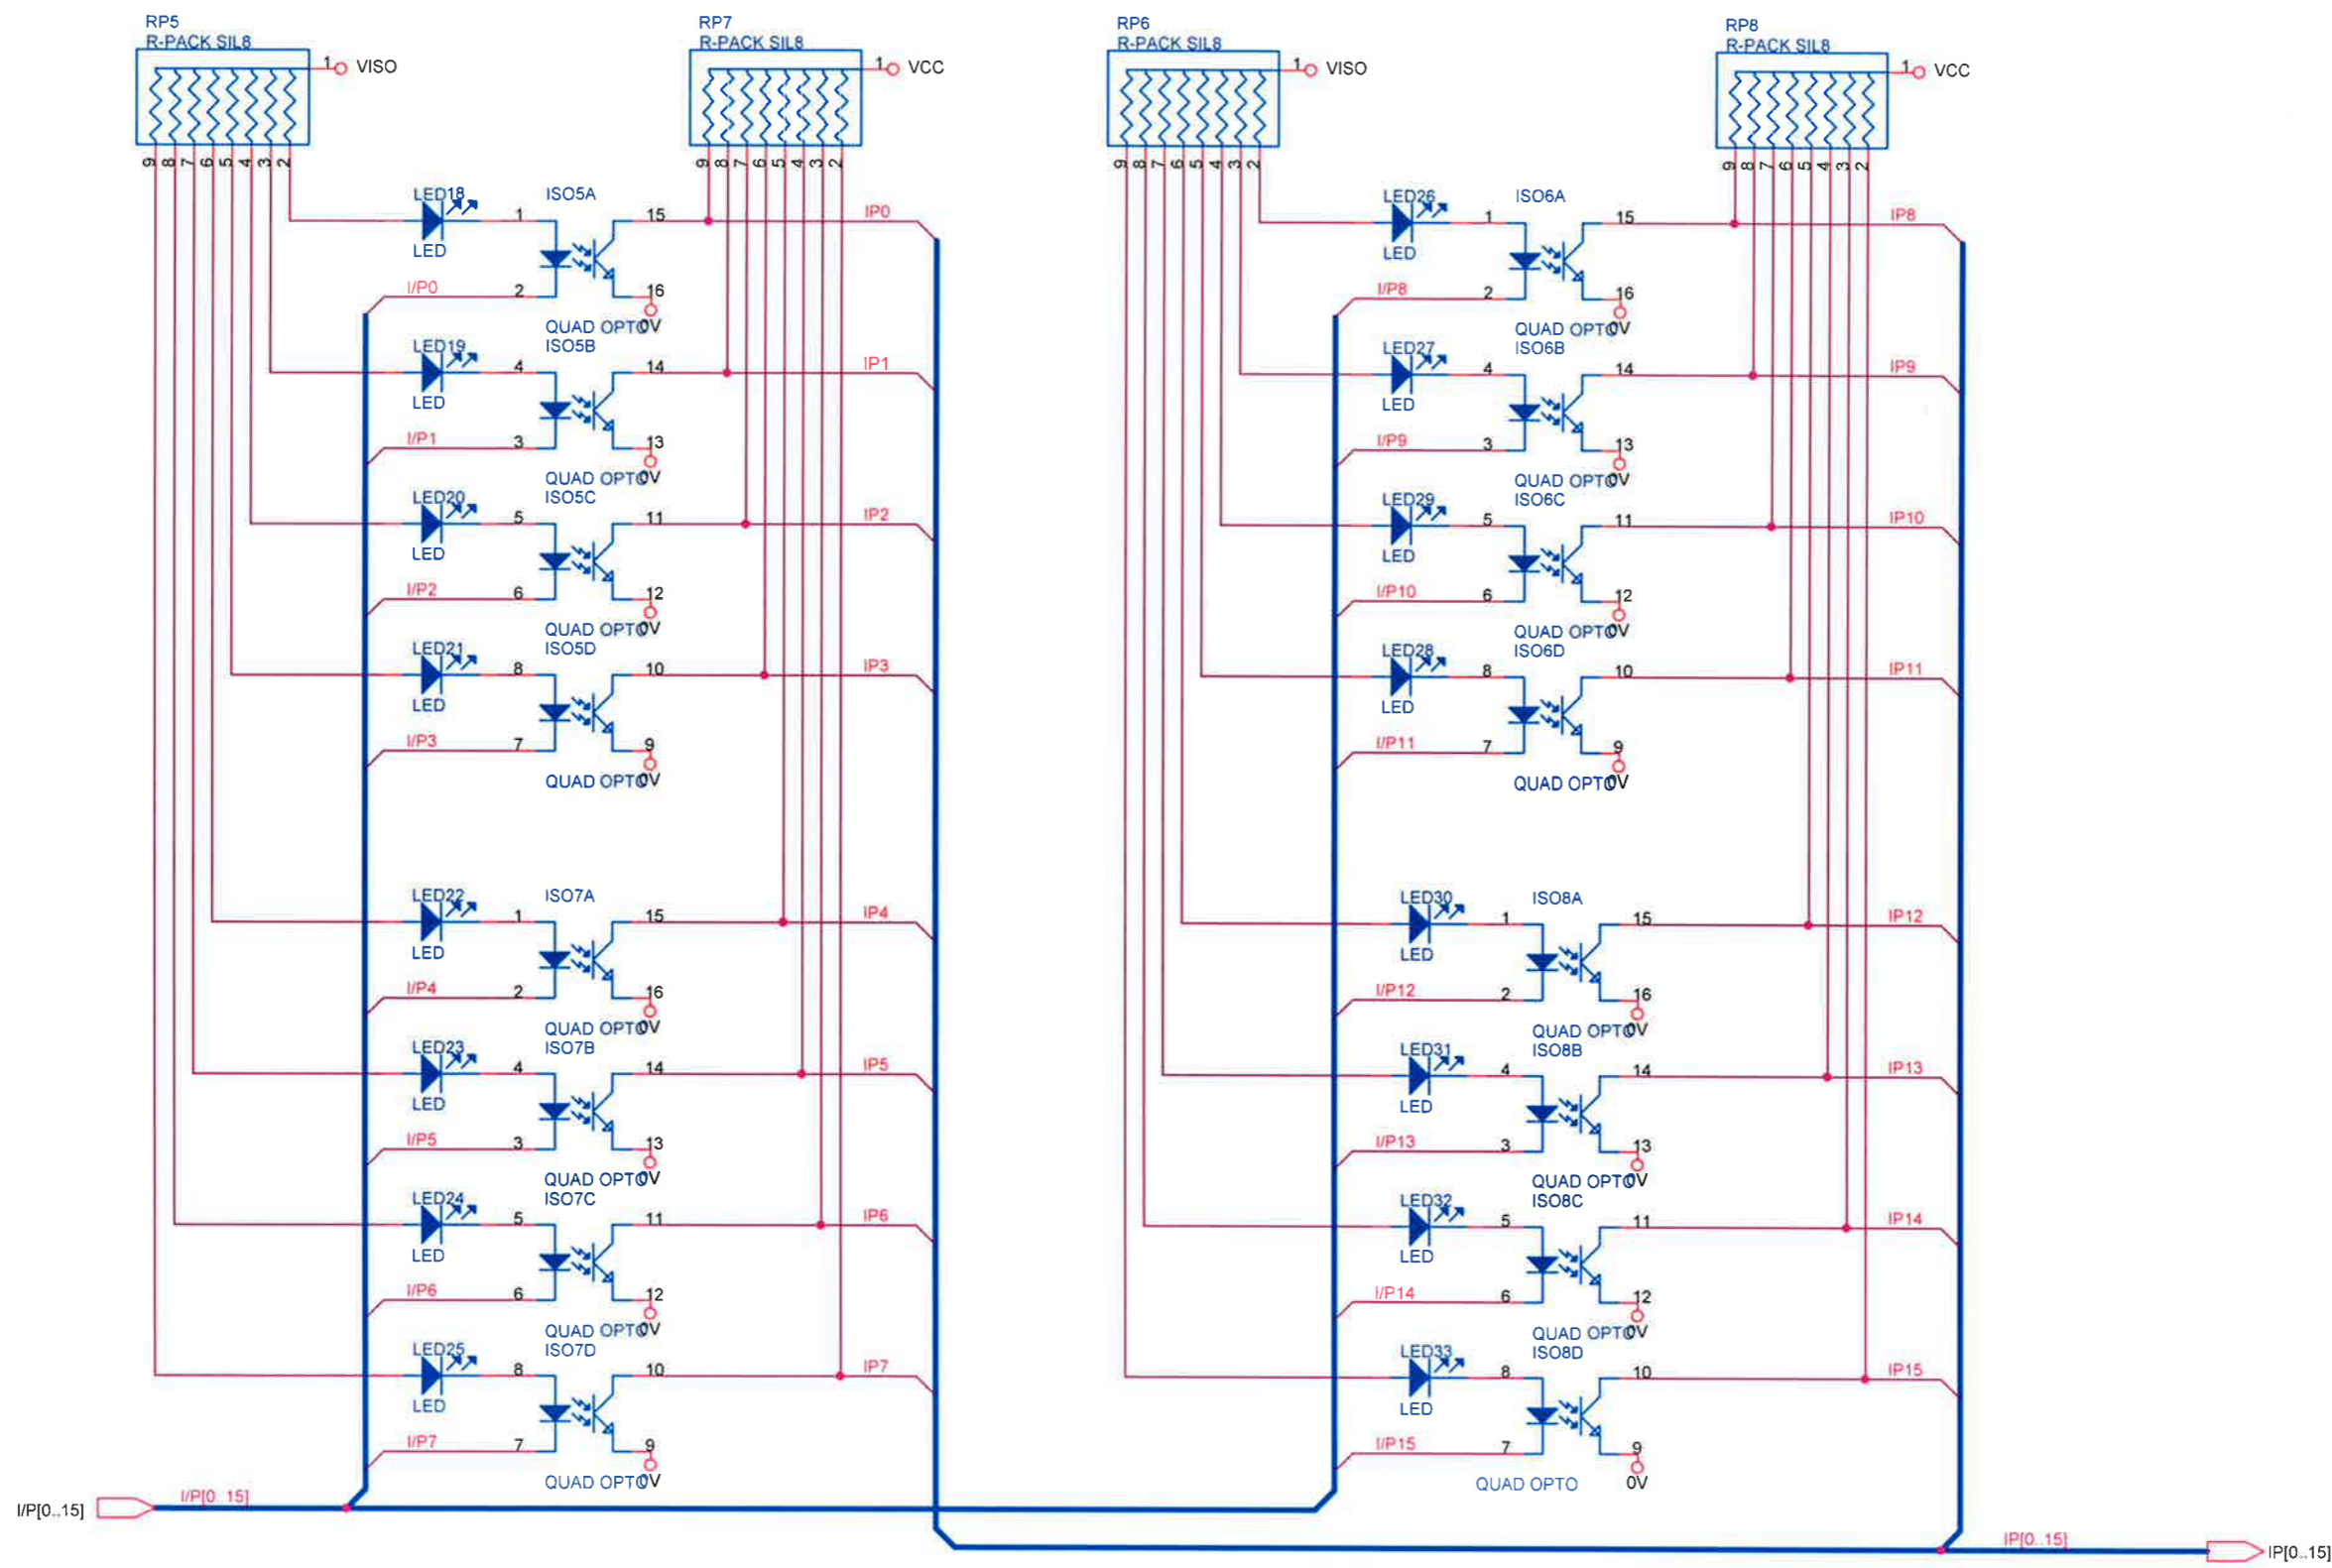 RP5
R-PACK SIL8
1 VISO
9 8 7 6 5 4 3 2
RP7
R-PACK SIL8
1 VCC
9 8 7 6 5 4 3 2
RP6
R-PACK SIL8
1 VISO
9 8 7 6 5 4 3 2
RP8
R-PACK SIL8
1 VCC
9 8 7 6 5 4 3 2
LED18 ISO5A
1 15 IP0
LED
I/P0 2 16
QUAD OPTO 0V
LED19 ISO5B
4 14 IP1
LED
I/P1 3 13
QUAD OPTO 0V
LED20 ISO5C
5 11 IP2
LED
I/P2 6 12
QUAD OPTO 0V
LED21 ISO5D
8 10 IP3
LED
I/P3 7 9
QUAD OPTO 0V
LED22 ISO7A
1 15 IP4
LED
I/P4 2 16
QUAD OPTO 0V
LED23 ISO7B
4 14 IP5
LED
I/P5 3 13
QUAD OPTO 0V
LED24 ISO7C
5 11 IP6
LED
I/P6 6 12
QUAD OPTO 0V
LED25 ISO7D
8 10 IP7
LED
I/P7 7 9
QUAD OPTO 0V
LED26 ISO6A
1 15 IP8
LED
I/P8 2 16
QUAD OPTO 0V
LED27 ISO6B
4 14 IP9
LED
I/P9 3 13
QUAD OPTO 0V
LED29 ISO6C
5 11 IP10
LED
I/P10 6 12
QUAD OPTO 0V
LED28 ISO6D
8 10 IP11
LED
I/P11 7 9
QUAD OPTO 0V
LED30 ISO8A
1 15 IP12
LED
I/P12 2 16
QUAD OPTO 0V
LED31 ISO8B
4 14 IP13
LED
I/P13 3 13
QUAD OPTO 0V
LED32 ISO8C
5 11 IP14
LED
I/P14 6 12
QUAD OPTO 0V
LED33 ISO8D
8 10 IP15
LED
I/P15 7 9
QUAD OPTO 0V
I/P[0..15] I/P[0..15]
IP[0..15] IP[0..15]